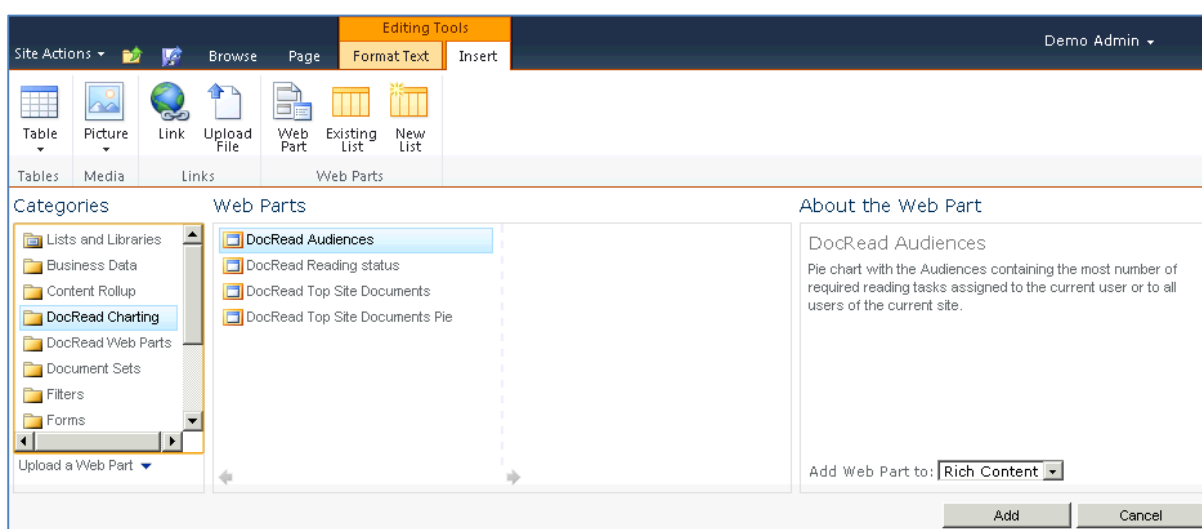 Editing Tools
Site Actions Browse Page Format Text Insert Demo Admin
Table Picture Link Upload File Web Part Existing List New List
Tables Media Links Web Parts
Categories
Lists and Libraries
Business Data
Content Rollup
DocRead Charting
DocRead Web Parts
Document Sets
Filters
Forms
Upload a Web Part
Web Parts
DocRead Audiences
DocRead Reading status
DocRead Top Site Documents
DocRead Top Site Documents Pie
About the Web Part
DocRead Audiences
Pie chart with the Audiences containing the most number of
required reading tasks assigned to the current user or to all
users of the current site.
Add Web Part to: Rich Content
Add Cancel